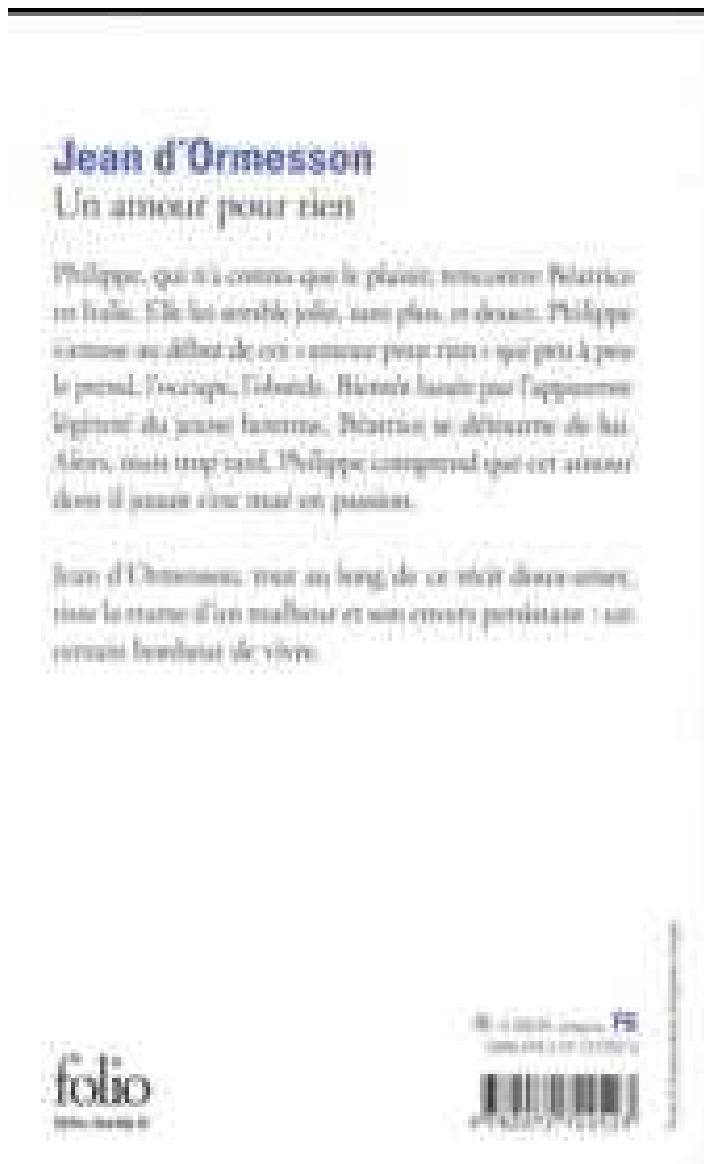 Jean d'Ormesson
Un amour pour rien
Philippe, qui n'a connu que le plaisir, rencontre Béatrice
en Italie. Elle lui semble jolie, sans plus, et douce. Philippe
s'amuse au début de cet « amour pour rien » qui peu à peu
le prend, l'occupe, l'obsède. Bientôt lassée par l'apparente
légèreté du jeune homme, Béatrice se détourne de lui.
Alors, mais trop tard, Philippe comprend que cet amour
dont il jouait s'est mué en passion.
Jean d'Ormesson, tout au long de ce récit doux-amer,
tisse la trame d'un malheur et son envers persistant : un
certain bonheur de vivre.
folio